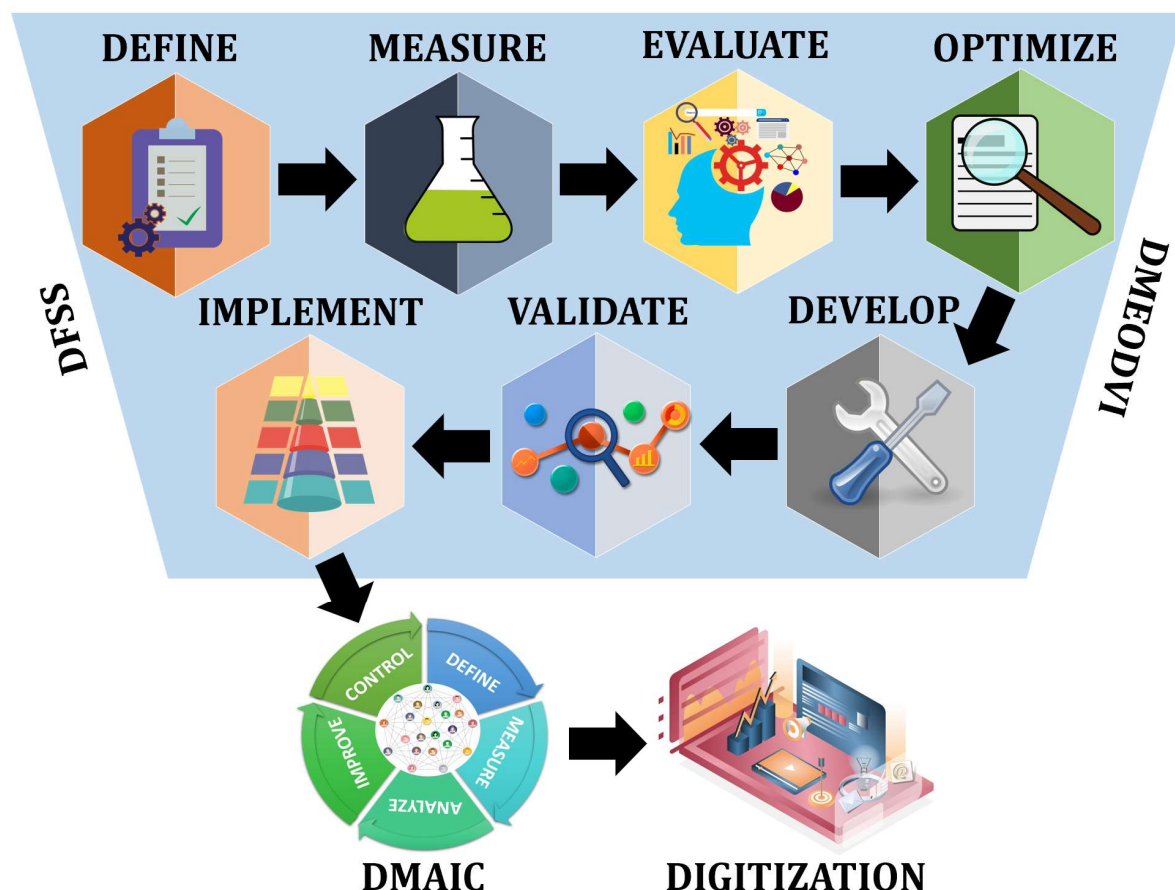 DEFINE
MEASURE
EVALUATE
OPTIMIZE
DFSS
DMEODVI
IMPLEMENT
VALIDATE
DEVELOP
CONTROL
DEFINE
MEASURE
ANALYZE
IMPROVE
DMAIC
DIGITIZATION